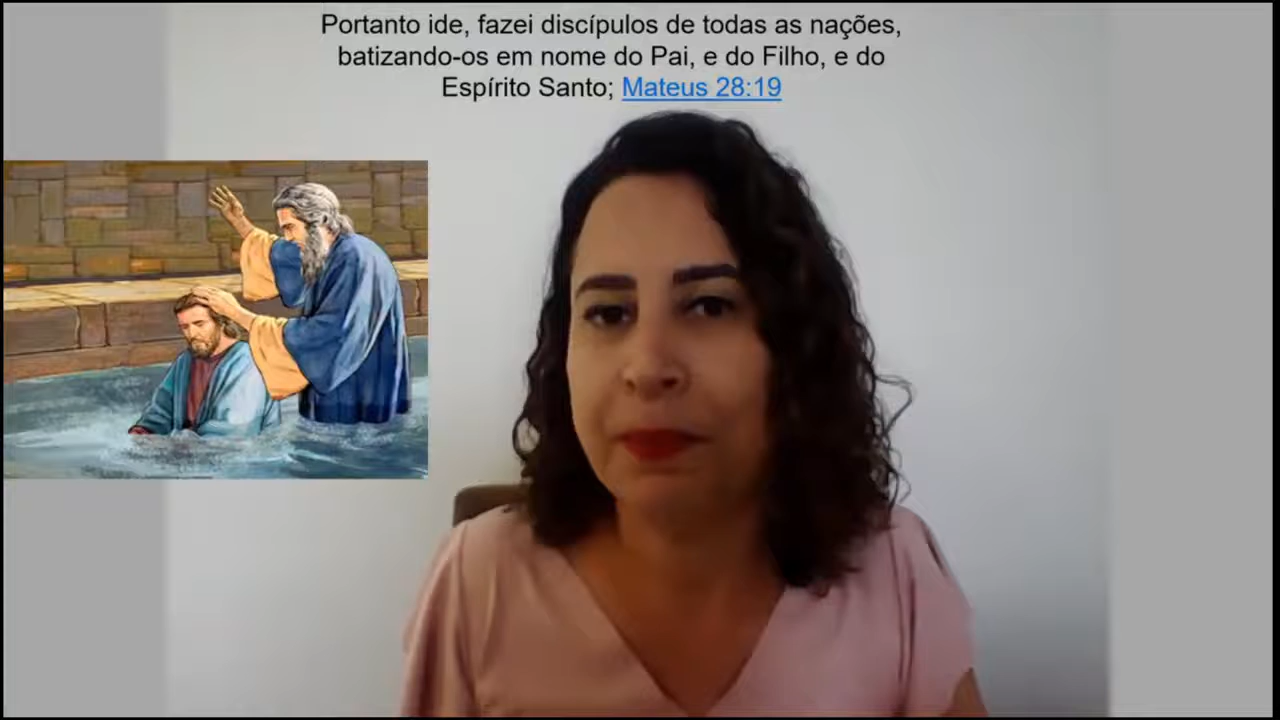 Portanto ide, fazei discípulos de todas as nações,
batizando-os em nome do Pai, e do Filho, e do
Espírito Santo; Mateus 28:19